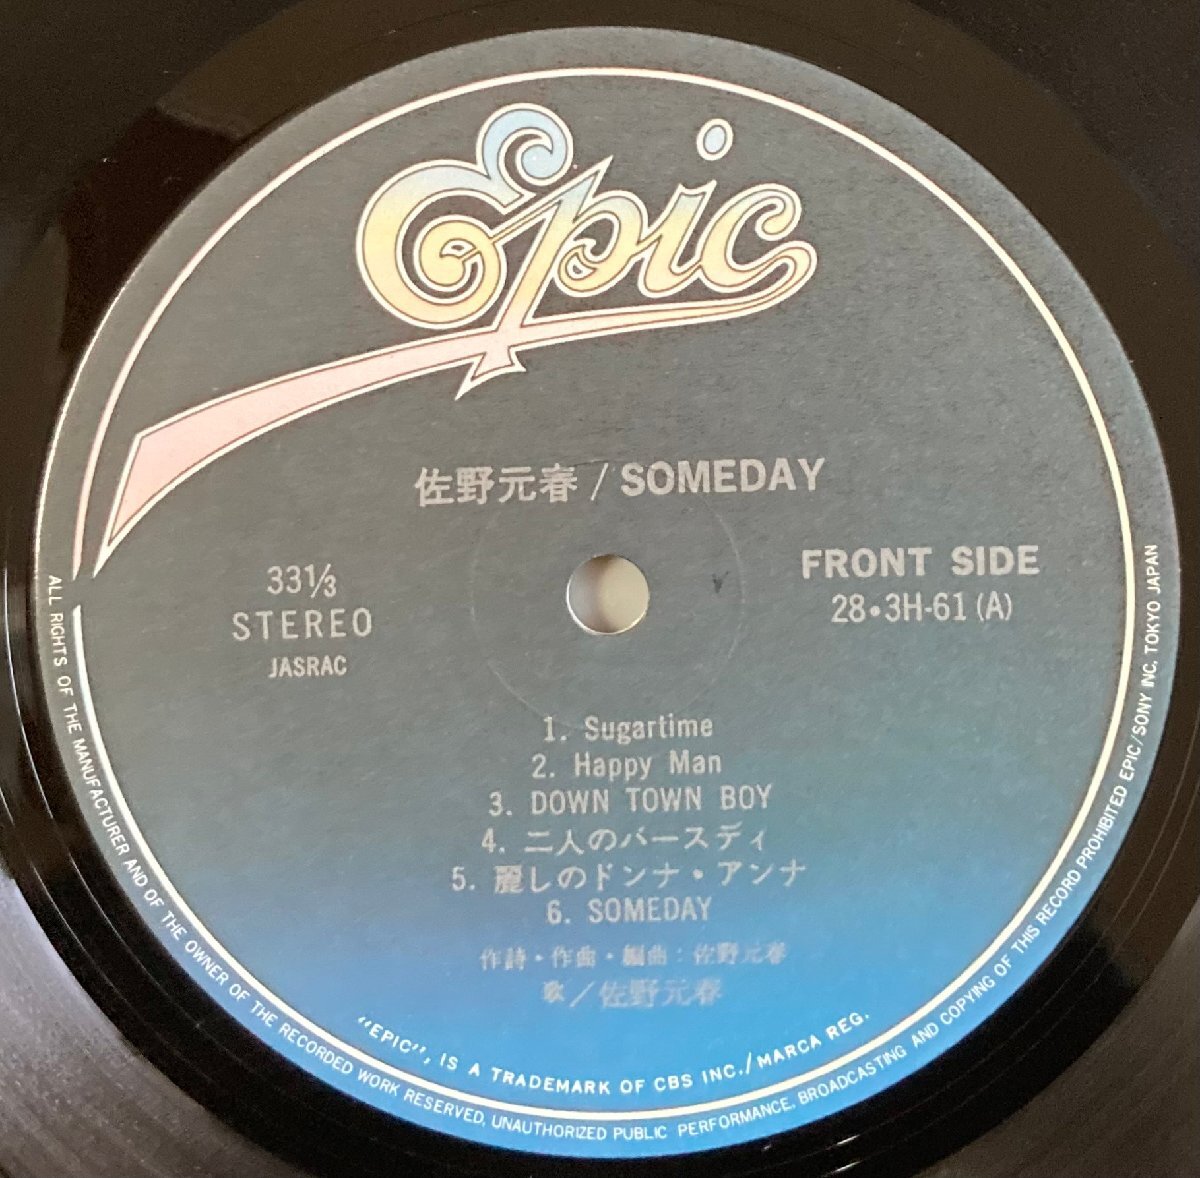 Epic
佐野元春 / SOMEDAY
33⅓
STEREO
JASRAC
FRONT SIDE
28•3H-61 (A)
1. Sugartime
2. Happy Man
3. DOWN TOWN BOY
4. 二人のバースディ
5. 麗しのドンナ・アンナ
6. SOMEDAY
作詩・作曲・編曲：佐野元春
歌／佐野元春
"EPIC", IS A TRADEMARK OF CBS INC./MARCA REG.
ALL RIGHTS OF THE MANUFACTURER AND OF THE OWNER OF THE RECORDED WORK RESERVED, UNAUTHORIZED PUBLIC PERFORMANCE, BROADCASTING AND COPYING OF THIS RECORD PROHIBITED EPIC/SONY INC. TOKYO JAPAN